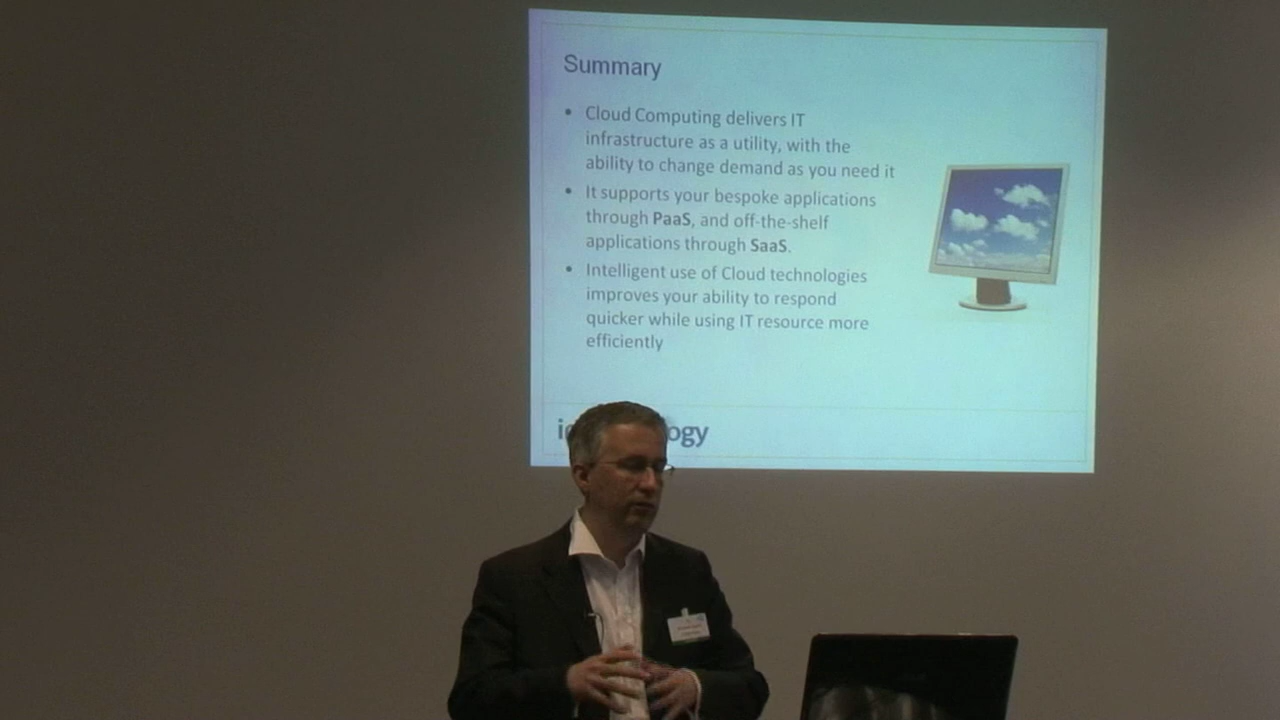 Summary
• Cloud Computing delivers IT
infrastructure as a utility, with the
ability to change demand as you need it
• It supports your bespoke applications
through PaaS, and off-the-shelf
applications through SaaS.
• Intelligent use of Cloud technologies
improves your ability to respond
quicker while using IT resource more
efficiently